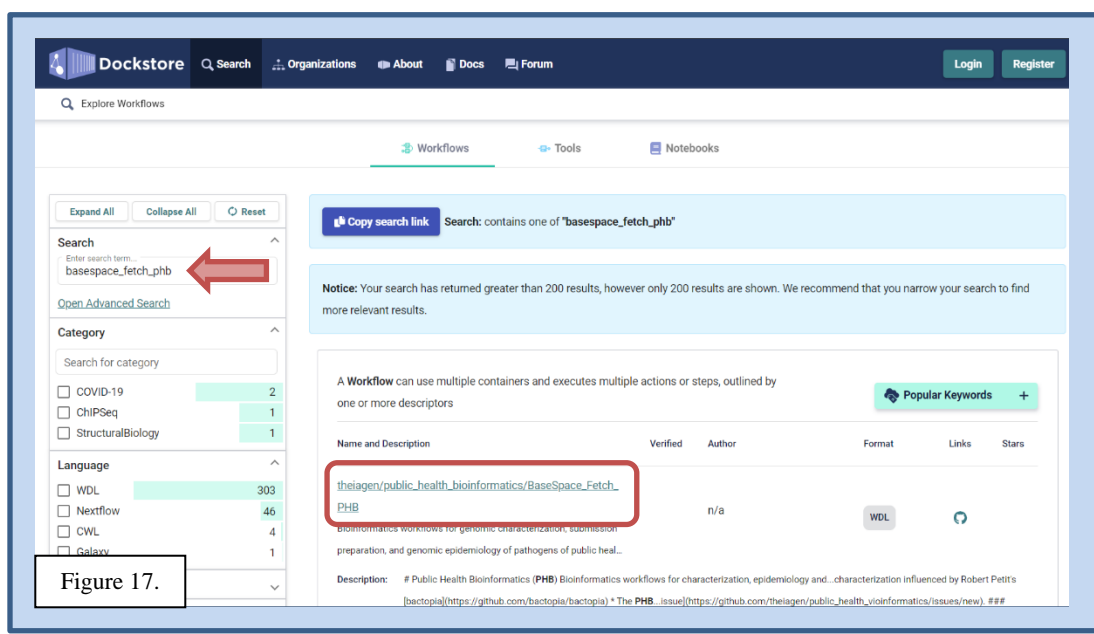 Dockstore Search Organizations About Docs Forum Login Register
Explore Workflows
Workflows Tools Notebooks
Expand All Collapse All Reset
Search
Enter search term...
basespace_fetch_phb
Open Advanced Search
Category
Search for category
COVID-19 2
ChIPSeq 1
StructuralBiology 1
Language
WDL 303
Nextflow 46
CWL 4
Galaxy 1
Figure 17.
Copy search link Search: contains one of "basespace_fetch_phb"
Notice: Your search has returned greater than 200 results, however only 200 results are shown. We recommend that you narrow your search to find
more relevant results.
A Workflow can use multiple containers and executes multiple actions or steps, outlined by
one or more descriptors
Popular Keywords +
Name and Description Verified Author Format Links Stars
theiagen/public_health_bioinformatics/BaseSpace_Fetch_
PHB
n/a WDL
Bioinformatics workflows for genomic characterization, submission
preparation, and genomic epidemiology of pathogens of public heal...
Description: # Public Health Bioinformatics (PHB) Bioinformatics workflows for characterization, epidemiology and...characterization influenced by Robert Petit's
[bactopia](https://github.com/bactopia/bactopia) * The PHB...issue](https://github.com/theiagen/public_health_vioinformatics/issues/new). ###